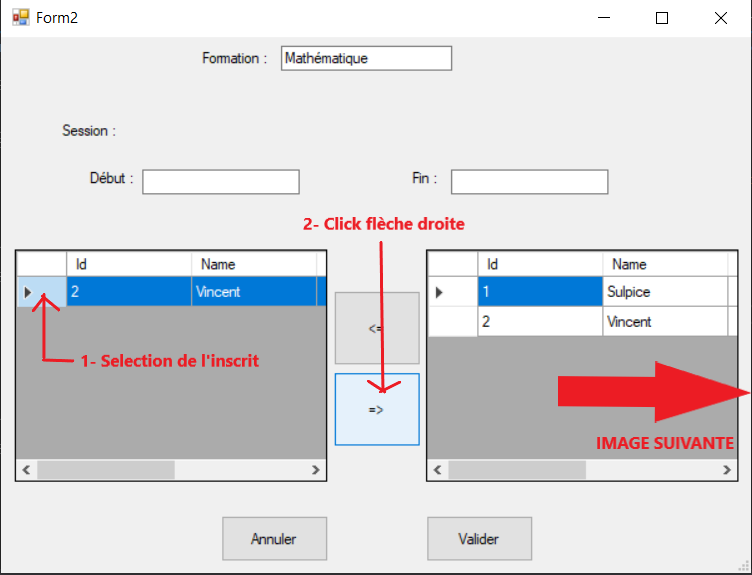 Form2
Formation :
Mathématique
Session :
Début :
Fin :
2- Click flèche droite
Id Name
2 Vincent
1- Selection de l'inscrit
<=
=>
Id Name
1 Sulpice
2 Vincent
IMAGE SUIVANTE
Annuler
Valider